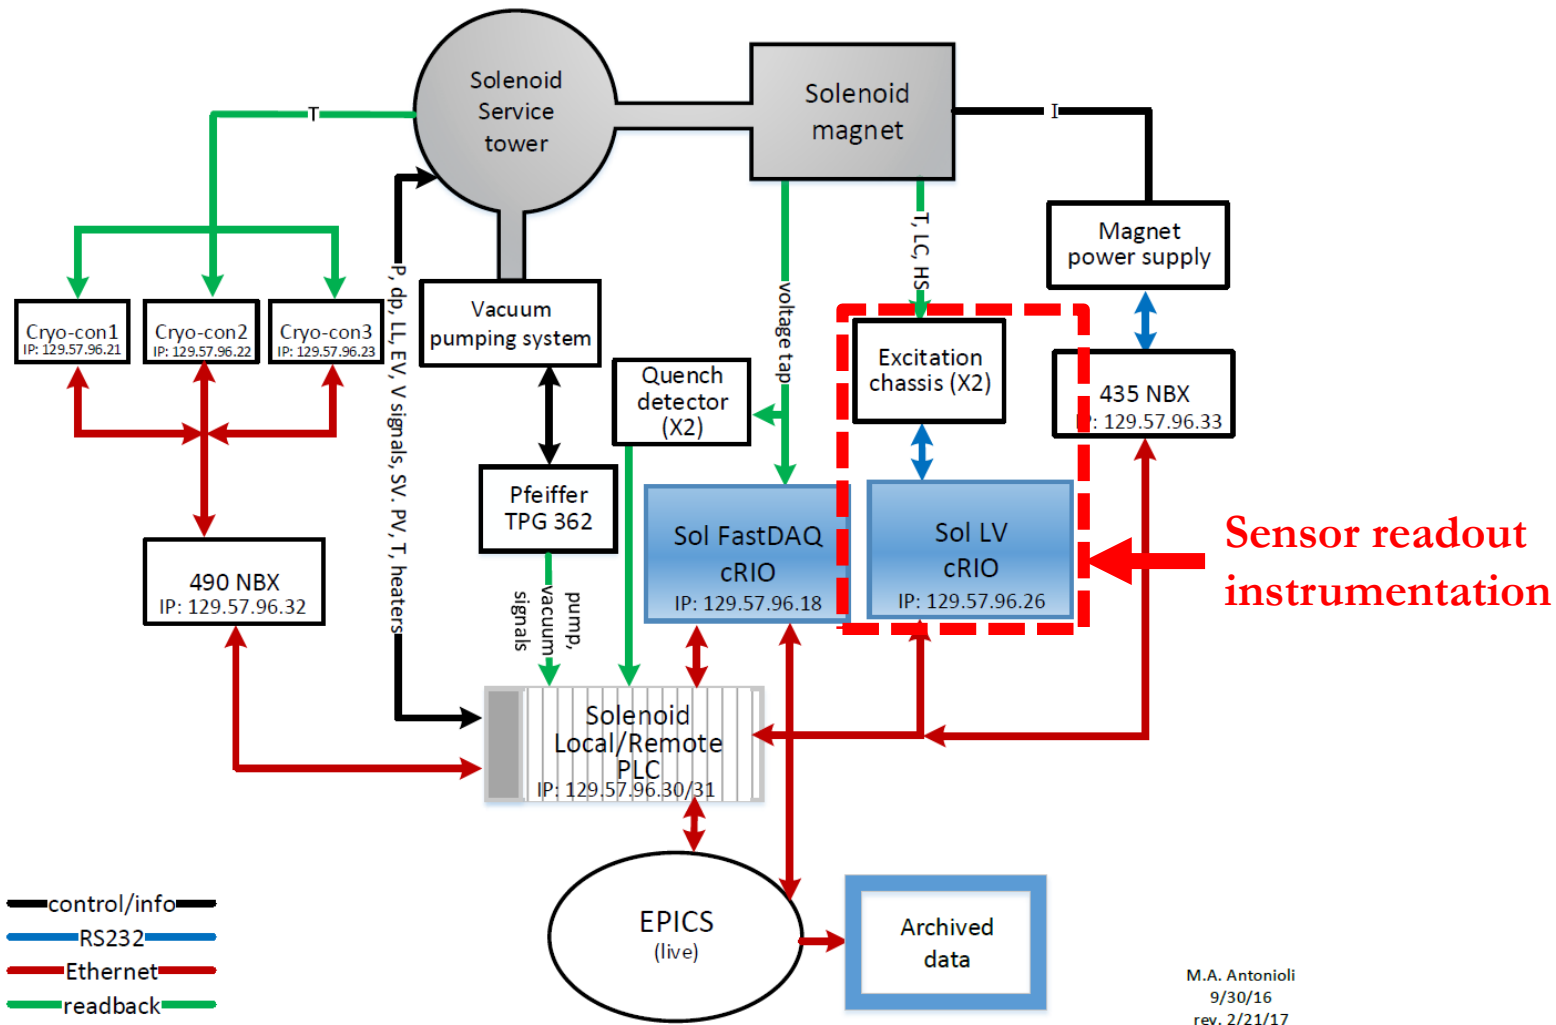 Solenoid
Service
tower
Solenoid
magnet
T
I
T, LC, HS
voltage tap
P, dp, LL, EV, V signals, SV. PV, T, heaters
Magnet
power supply
Vacuum
pumping system
Cryo-con1
IP: 129.57.96.21
Cryo-con2
IP: 129.57.96.22
Cryo-con3
IP: 129.57.96.23
Quench
detector
(X2)
Excitation
chassis (X2)
435 NBX
IP: 129.57.96.33
Pfeiffer
TPG 362
Sol FastDAQ
cRIO
IP: 129.57.96.18
Sol LV
cRIO
IP: 129.57.96.26
Sensor readout
instrumentation
490 NBX
IP: 129.57.96.32
pump,
vacuum
signals
Solenoid
Local/Remote
PLC
IP: 129.57.96.30/31
EPICS
(live)
Archived
data
control/info
RS232
Ethernet
readback
M.A. Antonioli
9/30/16
rev. 2/21/17